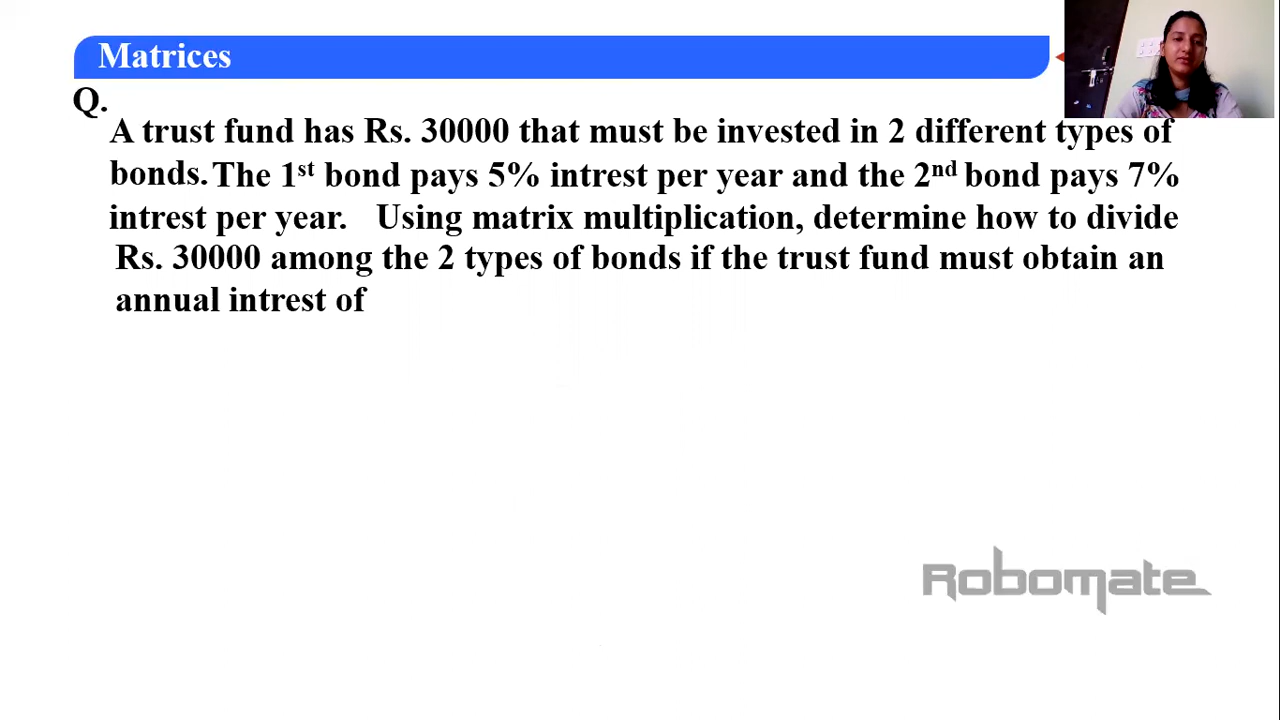 Matrices
Q.
A trust fund has Rs. 30000 that must be invested in 2 different types of
bonds. The 1st bond pays 5% intrest per year and the 2nd bond pays 7%
intrest per year. Using matrix multiplication, determine how to divide
Rs. 30000 among the 2 types of bonds if the trust fund must obtain an
annual intrest of
Robomate